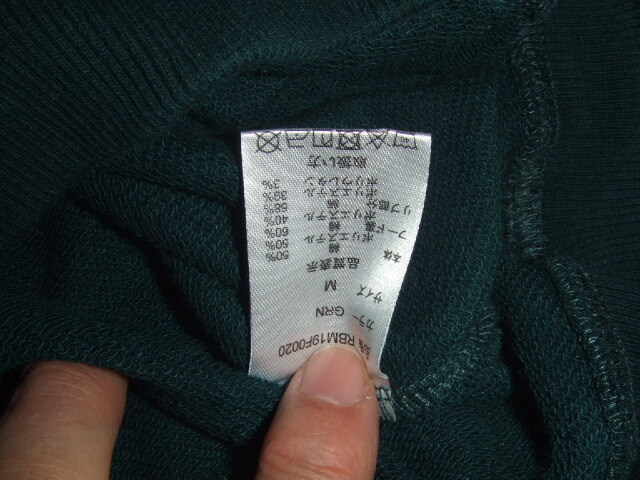 品番 RBM19F0020
カラー GRN
サイズ M
品質表示
本体 綿 50%
ポリエステル 50%
フード裏 綿 60%
ポリエステル 40%
リブ部分 綿 58%
ポリエステル 39%
ポリウレタン 3%
取扱い方